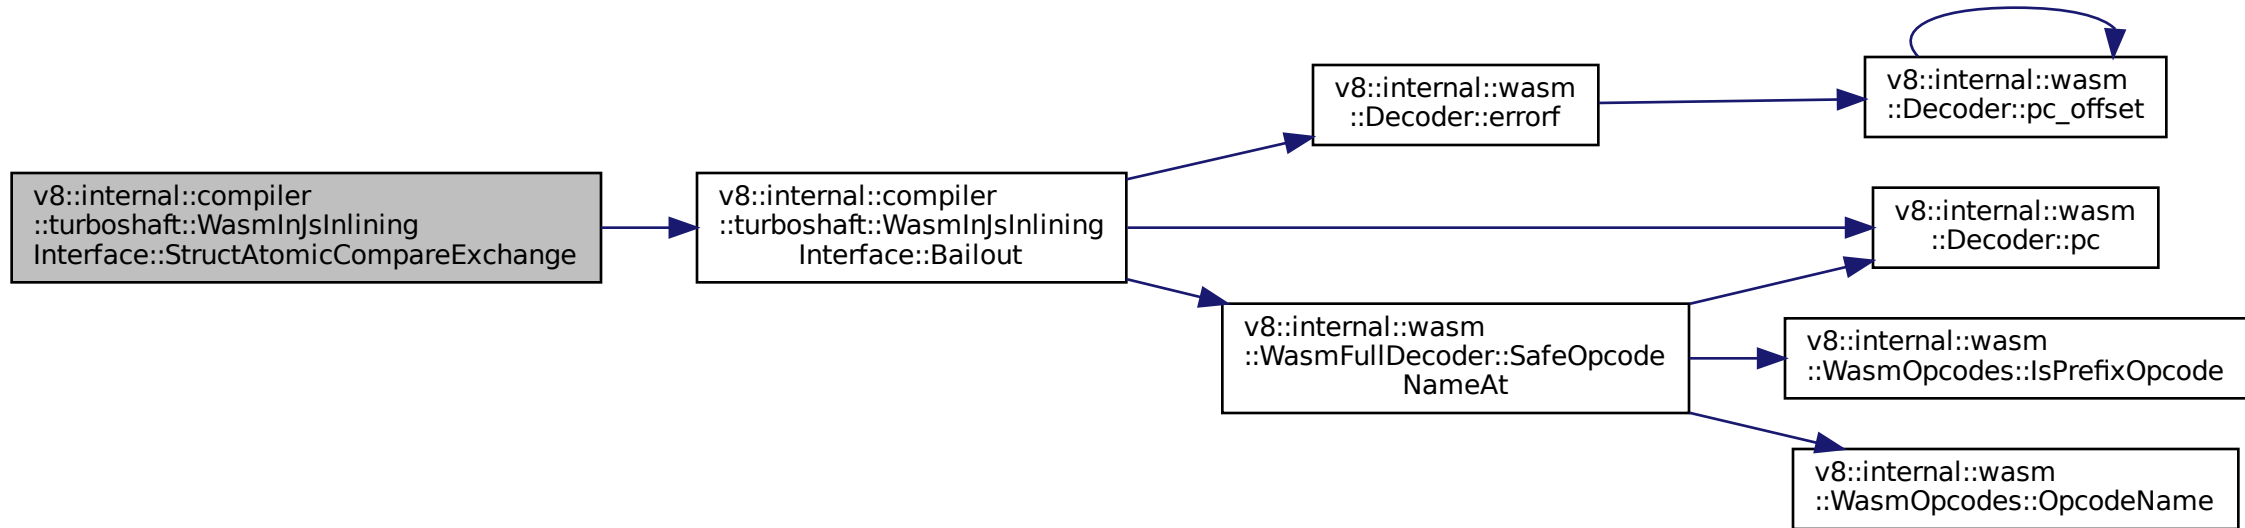 v8::internal::compiler
::turboshaft::WasmInJsInlining
Interface::StructAtomicCompareExchange
v8::internal::compiler
::turboshaft::WasmInJsInlining
Interface::Bailout
v8::internal::wasm
::Decoder::errorf
v8::internal::wasm
::Decoder::pc_offset
v8::internal::wasm
::Decoder::pc
v8::internal::wasm
::WasmFullDecoder::SafeOpcode
NameAt
v8::internal::wasm
::WasmOpcodes::IsPrefixOpcode
v8::internal::wasm
::WasmOpcodes::OpcodeName